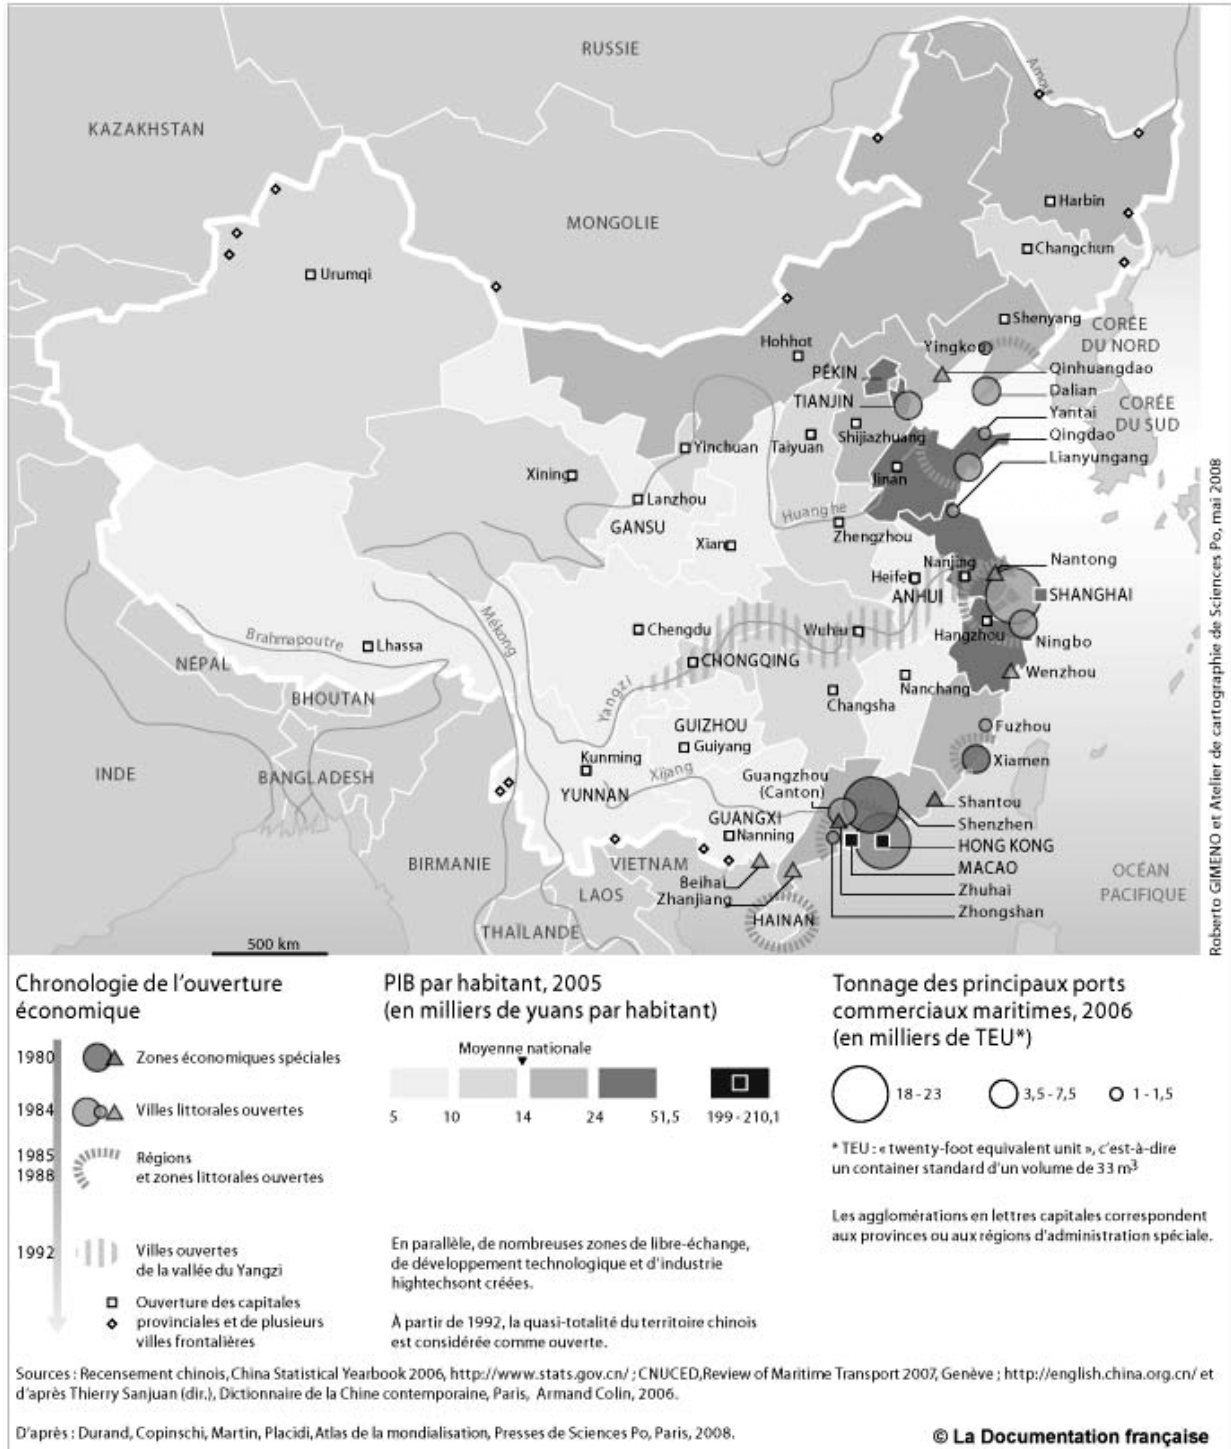 RUSSIE
Amour
KAZAKHSTAN
Harbin
MONGOLIE
Changchun
Urumqi
Shenyang
CORÉE
DU NORD
Hohhot
Yingkou
PÉKIN
Qinhuangdao
TIANJIN
Dalian
CORÉE
DU SUD
Yantai
Shijiazhuang
Qingdao
Yinchuan
Taiyuan
Lianyungang
Xining
Jinan
Lanzhou
Huanghe
GANSU
Zhengzhou
Xian
Nanjing
Nantong
Heifei
ANHUI
SHANGHAI
Mékong
Chengdu
Wuhau
Hangzhou
Brahmapoutre
Lhassa
Ningbo
NÉPAL
CHONGQING
Wenzhou
BHOUTAN
Yangzi
Nanchang
Changsha
GUIZHOU
Fuzhou
Guiyang
Kunming
Xiamen
INDE
BANGLADESH
Xijang
Guangzhou
(Canton)
YUNNAN
Shantou
GUANGXI
Shenzhen
Nanning
HONG KONG
BIRMANIE
VIETNAM
MACAO
OCÉAN
PACIFIQUE
Beihai
Zhuhai
LAOS
Zhanjiang
Zhongshan
HAINAN
THAÏLANDE
500 km
Roberto GIMENO et Atelier de cartographie de Sciences Po, mai 2008
Chronologie de l'ouverture
économique
1980
Zones économiques spéciales
1984
Villes littorales ouvertes
1985
1988
Régions
et zones littorales ouvertes
1992
Villes ouvertes
de la vallée du Yangzi
Ouverture des capitales
provinciales et de plusieurs
villes frontalières
PIB par habitant, 2005
(en milliers de yuans par habitant)
Moyenne nationale
5 10 14 24 51,5 199 - 210,1
En parallèle, de nombreuses zones de libre-échange,
de développement technologique et d'industrie
hightechsont créées.
À partir de 1992, la quasi-totalité du territoire chinois
est considérée comme ouverte.
Tonnage des principaux ports
commerciaux maritimes, 2006
(en milliers de TEU*)
18 - 23 3,5 - 7,5 1 - 1,5
* TEU : « twenty-foot equivalent unit », c'est-à-dire
un container standard d'un volume de 33 m³
Les agglomérations en lettres capitales correspondent
aux provinces ou aux régions d'administration spéciale.
Sources : Recensement chinois, China Statistical Yearbook 2006, http://www.stats.gov.cn/ ; CNUCED, Review of Maritime Transport 2007, Genève ; http://english.china.org.cn/ et
d'après Thierry Sanjuan (dir.), Dictionnaire de la Chine contemporaine, Paris, Armand Colin, 2006.
D'après : Durand, Copinschi, Martin, Placidi, Atlas de la mondialisation, Presses de Sciences Po, Paris, 2008.
© La Documentation française